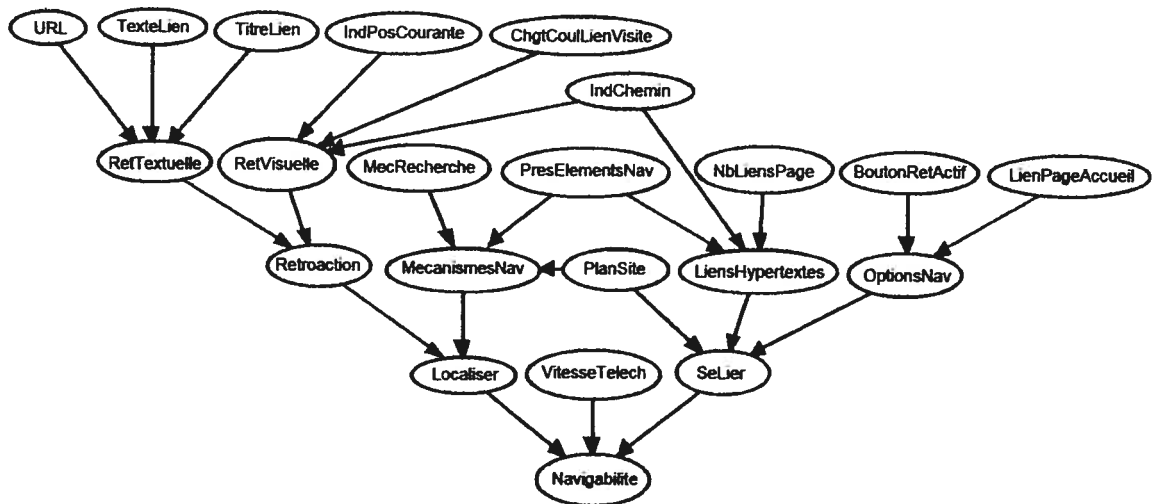 URL
TexteLien
TitreLien
IndPosCourante
ChgtCoulLienVisite
IndChemin
RetTextuelle
RetVisuelle
MecRecherche
PresElementsNav
NbLiensPage
BoutonRetActif
LienPageAccueil
Retroaction
MecanismesNav
PlanSite
LiensHypertextes
OptionsNav
Localiser
VitesseTelech
SeLier
Navigabilite